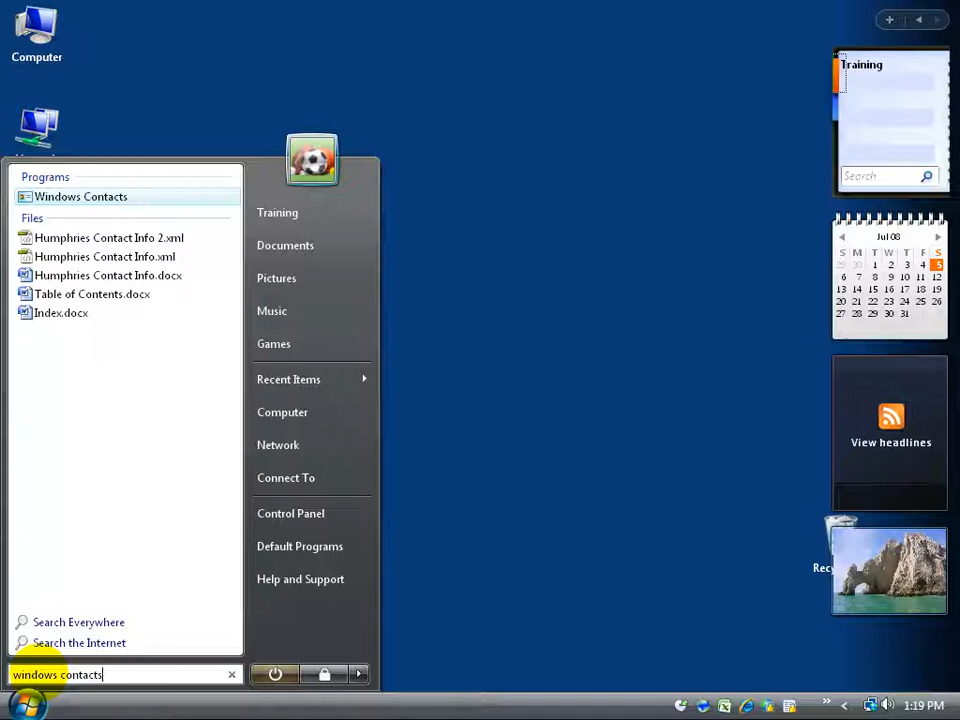 Computer
Programs
Windows Contacts
Files
Humphries Contact Info 2.xml
Humphries Contact Info.xml
Humphries Contact Info.docx
Table of Contents.docx
Index.docx
Search Everywhere
Search the Internet
windows contacts
Training
Documents
Pictures
Music
Games
Recent Items
Computer
Network
Connect To
Control Panel
Default Programs
Help and Support
Training
Search
Jul 08
S M T W T F S
29 30 1 2 3 4 5
6 7 8 9 10 11 12
13 14 15 16 17 18 19
20 21 22 23 24 25 26
27 28 29 30 31
View headlines
Recy
1:19 PM